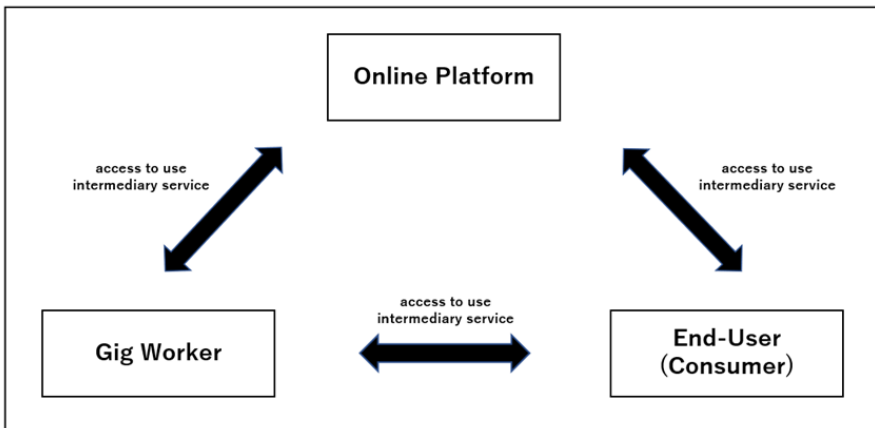 Online Platform
access to use
intermediary service
access to use
intermediary service
access to use
intermediary service
Gig Worker
End-User
(Consumer)